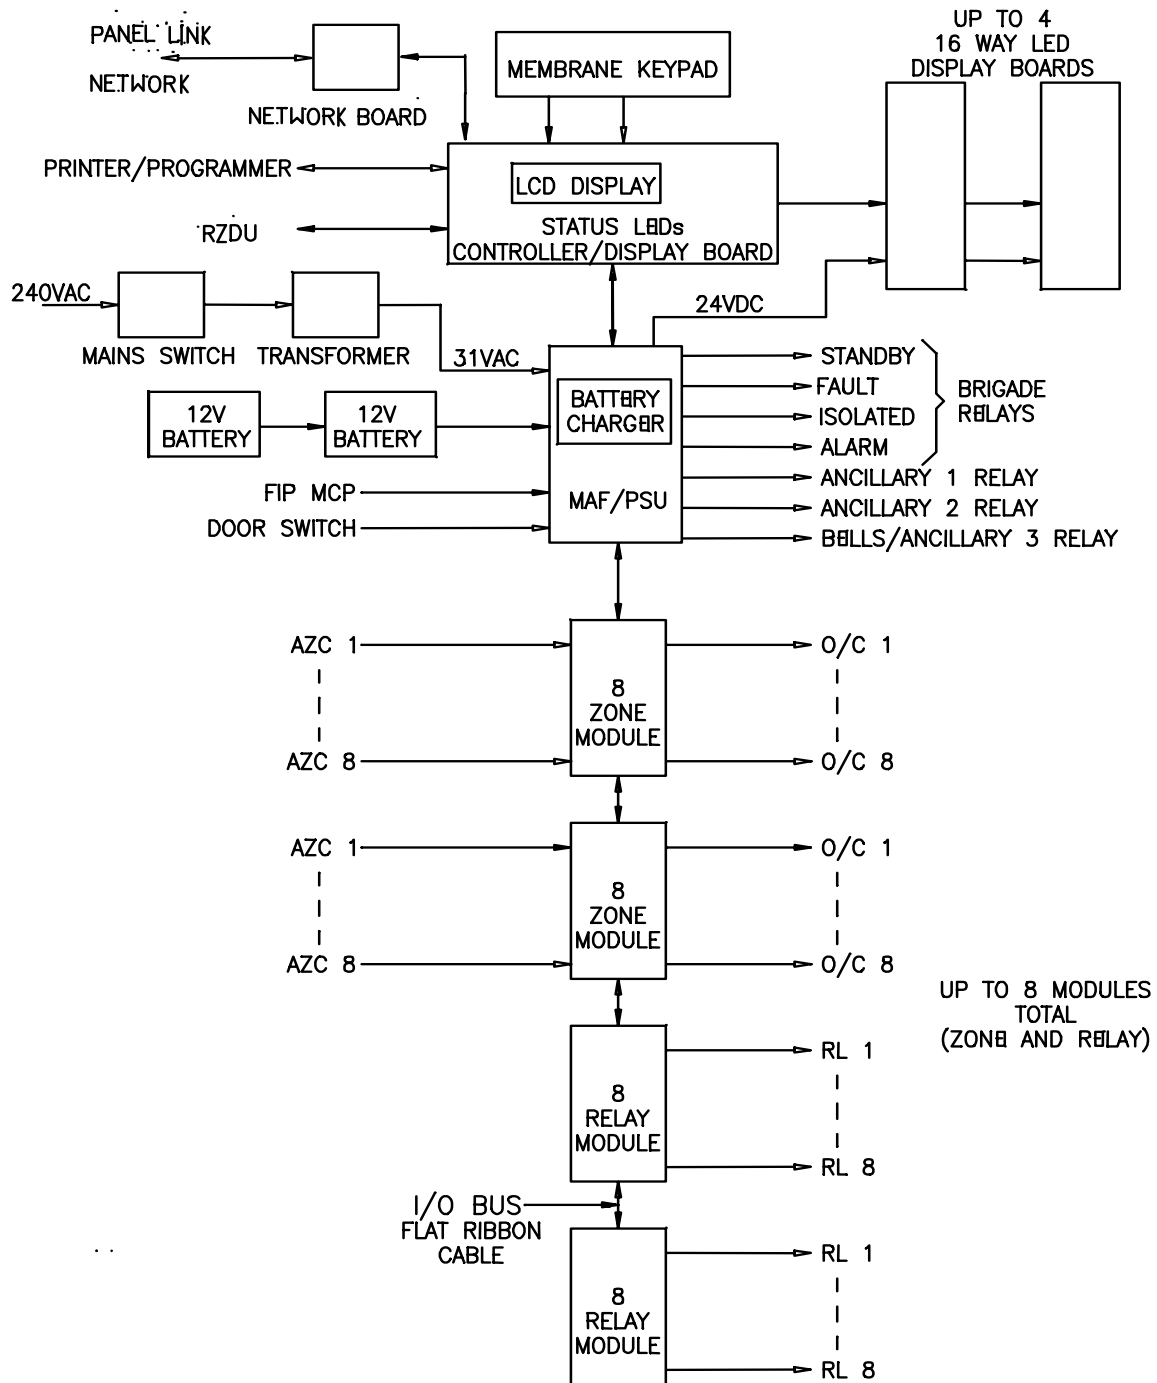 PANEL LINK
NETWORK
NETWORK BOARD
MEMBRANE KEYPAD
UP TO 4
16 WAY LED
DISPLAY BOARDS
PRINTER/PROGRAMMER
LCD DISPLAY
RZDU
STATUS LEDs
CONTROLLER/DISPLAY BOARD
240VAC
MAINS SWITCH
TRANSFORMER
31VAC
24VDC
12V
BATTERY
12V
BATTERY
BATTERY
CHARGER
MAF/PSU
FIP MCP
DOOR SWITCH
STANDBY
FAULT
ISOLATED
ALARM
BRIGADE
RELAYS
ANCILLARY 1 RELAY
ANCILLARY 2 RELAY
BELLS/ANCILLARY 3 RELAY
AZC 1
AZC 8
8
ZONE
MODULE
O/C 1
O/C 8
AZC 1
AZC 8
8
ZONE
MODULE
O/C 1
O/C 8
UP TO 8 MODULES
TOTAL
(ZONE AND RELAY)
8
RELAY
MODULE
RL 1
RL 8
I/O BUS
FLAT RIBBON
CABLE
8
RELAY
MODULE
RL 1
RL 8